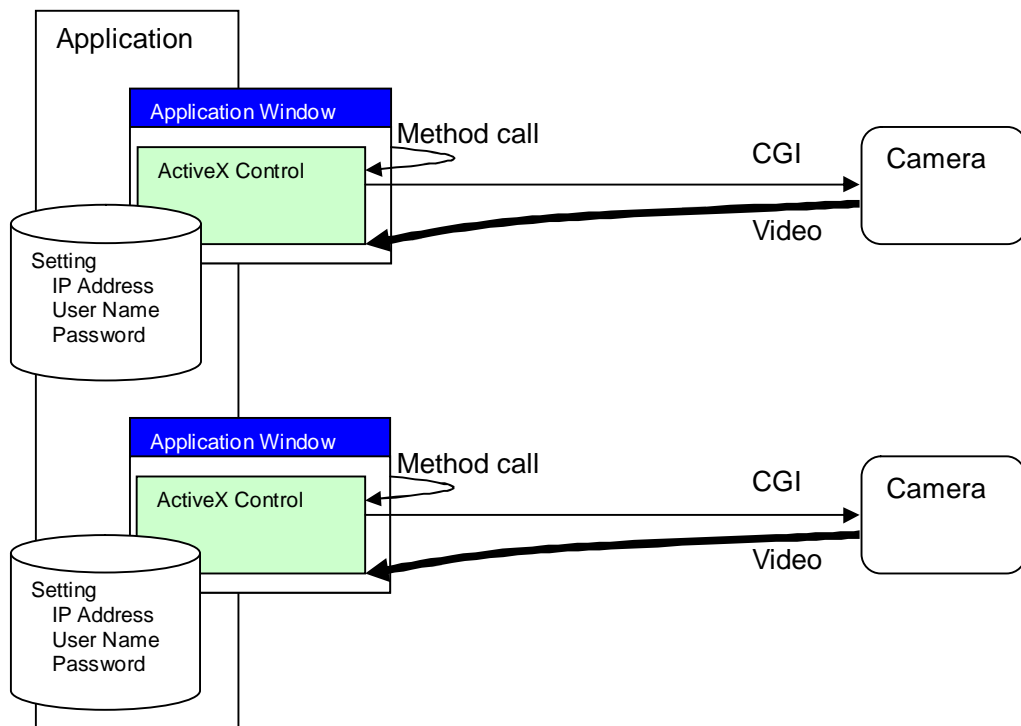 Application
Application Window
Method call
ActiveX Control
CGI
Camera
Video
Setting
IP Address
User Name
Password
Application Window
Method call
ActiveX Control
CGI
Camera
Video
Setting
IP Address
User Name
Password